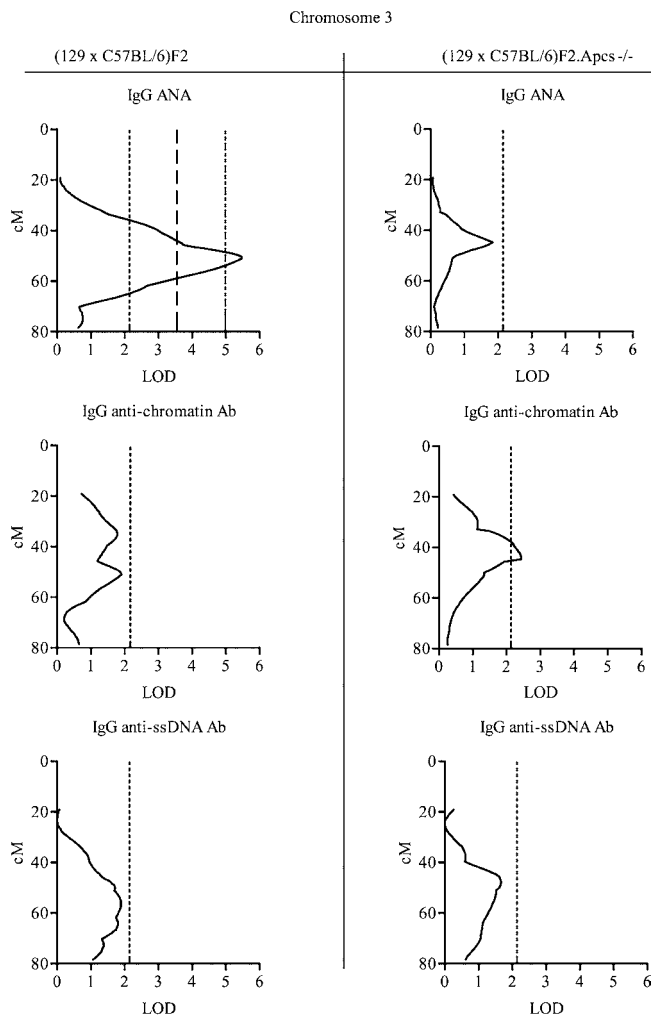 Chromosome 3
(129 x C57BL/6)F2
(129 x C57BL/6)F2.Apcs -/-
IgG ANA
IgG ANA
0
20
40
60
80
cM
0 1 2 3 4 5 6
LOD
0
20
40
60
80
cM
0 1 2 3 4 5 6
LOD
IgG anti-chromatin Ab
IgG anti-chromatin Ab
0
20
40
60
80
cM
0 1 2 3 4 5 6
LOD
0
20
40
60
80
cM
0 1 2 3 4 5 6
LOD
IgG anti-ssDNA Ab
IgG anti-ssDNA Ab
0
20
40
60
80
cM
0 1 2 3 4 5 6
LOD
0
20
40
60
80
cM
0 1 2 3 4 5 6
LOD